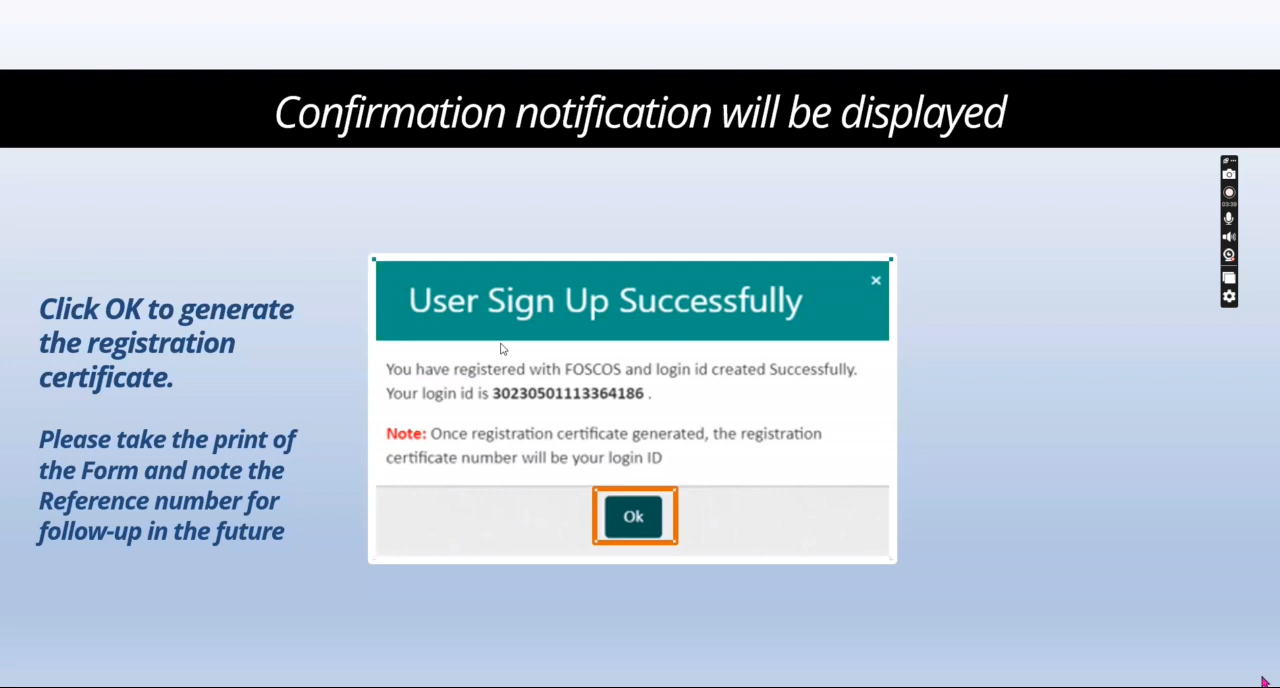 Confirmation notification will be displayed
03:39
Click OK to generate
the registration
certificate.
Please take the print of
the Form and note the
Reference number for
follow-up in the future
User Sign Up Successfully
×
You have registered with FOSCOS and login id created Successfully.
Your login id is 30230501113364186 .
Note: Once registration certificate generated, the registration
certificate number will be your login ID
Ok